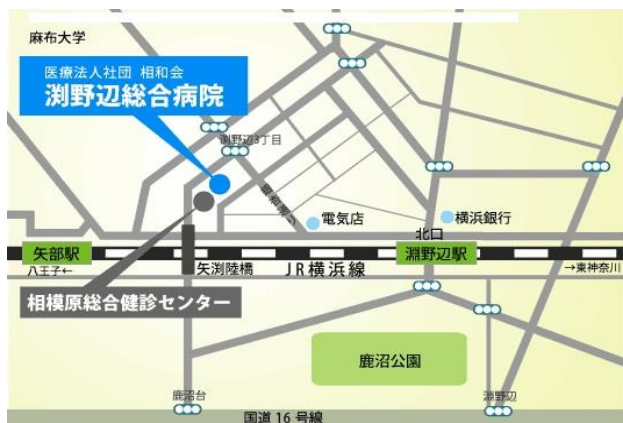 麻布大学
医療法人社団 相和会
渕野辺総合病院
渕野辺3丁目
電気店
横浜銀行
北口
矢部駅
淵野辺駅
八王子←
矢渕陸橋
JR横浜線
→東神奈川
相模原総合健診センター
鹿沼公園
鹿沼台
淵野辺
国道16号線